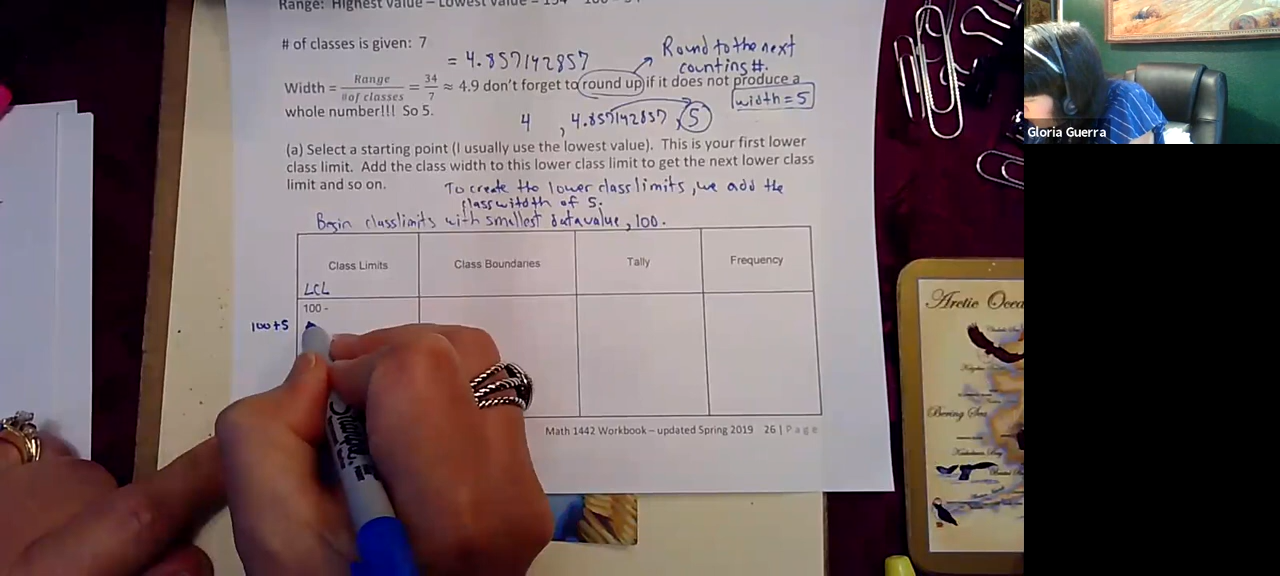 Range: Highest Value – Lowest Value = 134 – 100 = 34
# of classes is given: 7
= 4.857142857
Round to the next
counting #.
Width = Range / # of classes = 34 / 7 ≈ 4.9 don't forget to round up if it does not produce a
whole number!!! So 5.
width = 5
4 , 4.857142857, 5
(a) Select a starting point (I usually use the lowest value). This is your first lower
class limit. Add the class width to this lower class limit to get the next lower class
limit and so on.
To create the lower class limits, we add the
class witdth of 5.
Begin class limits with smallest data value, 100.
Class Limits Class Boundaries Tally Frequency
LCL
100 -
100+5
Math 1442 Workbook – updated Spring 2019 26 | Page
Gloria Guerra
Arctic Ocea
Bering Sea
Sharpie